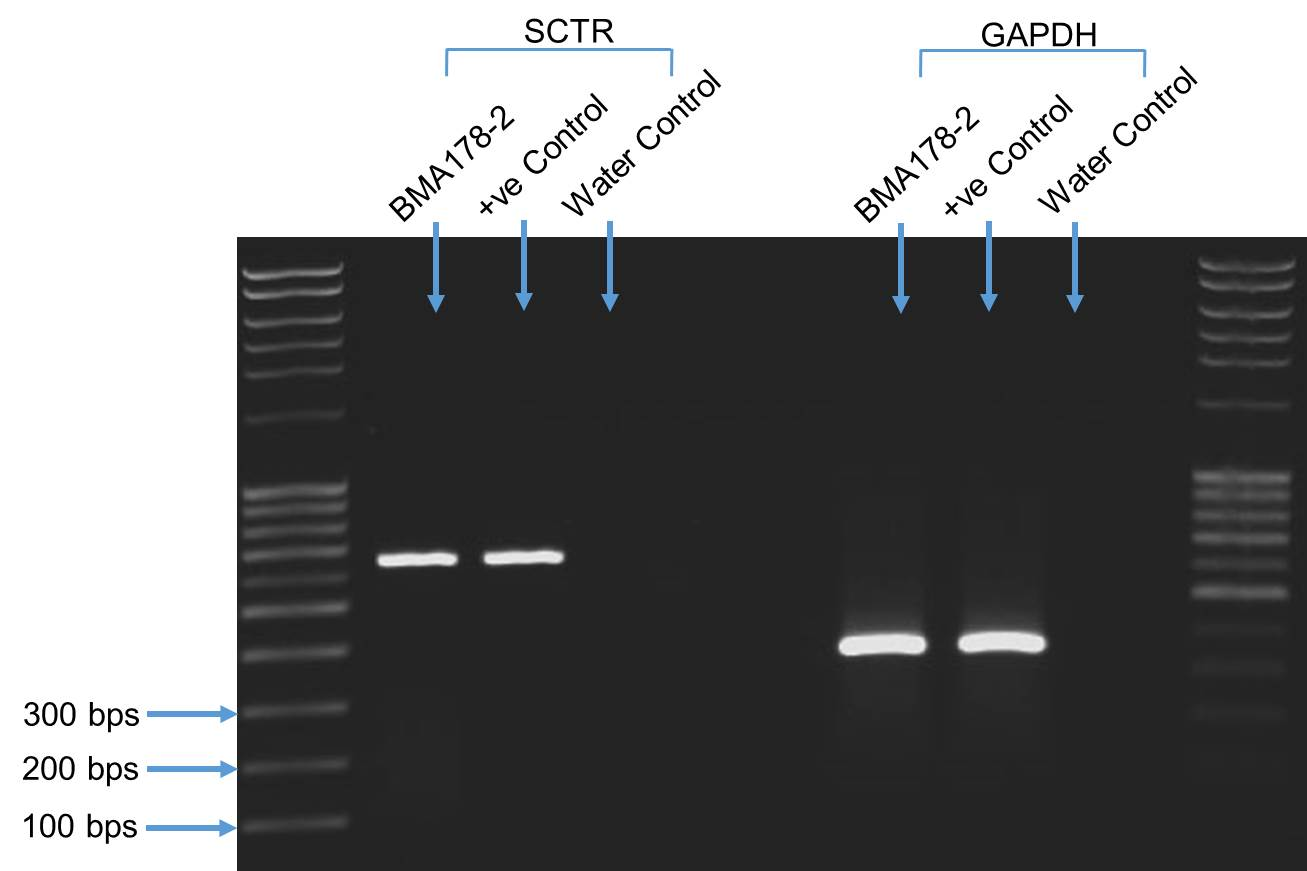 SCTR
GAPDH
BMA178-2
+ve Control
Water Control
BMA178-2
+ve Control
Water Control
300 bps
200 bps
100 bps